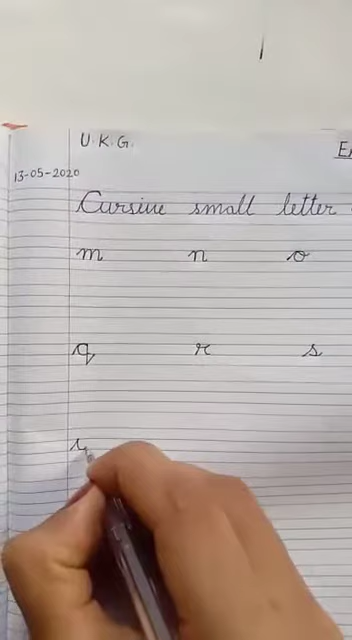 U.K.G.
13-05-2020
Cursive small letter
m n o
q r s